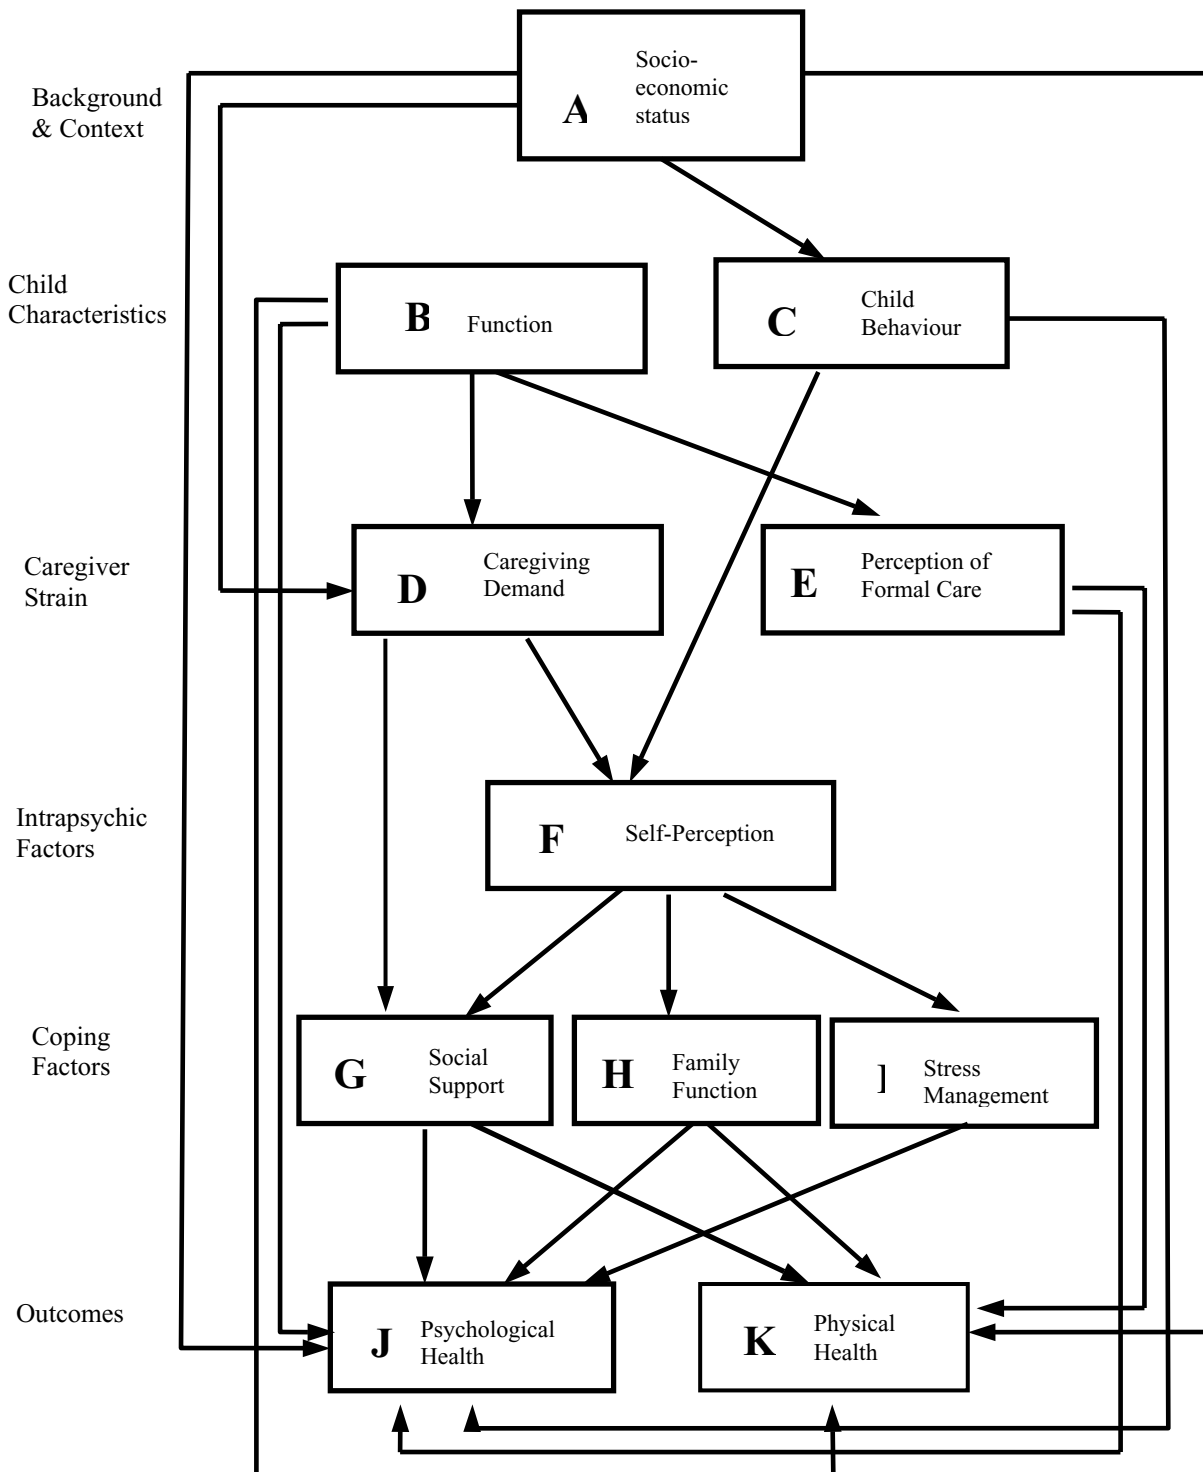 Background
& Context
A
Socio-
economic
status
Child
Characteristics
B
Function
C
Child
Behaviour
Caregiver
Strain
D
Caregiving
Demand
E
Perception of
Formal Care
Intrapsychic
Factors
F
Self-Perception
Coping
Factors
G
Social
Support
H
Family
Function
I
Stress
Management
Outcomes
J
Psychological
Health
K
Physical
Health